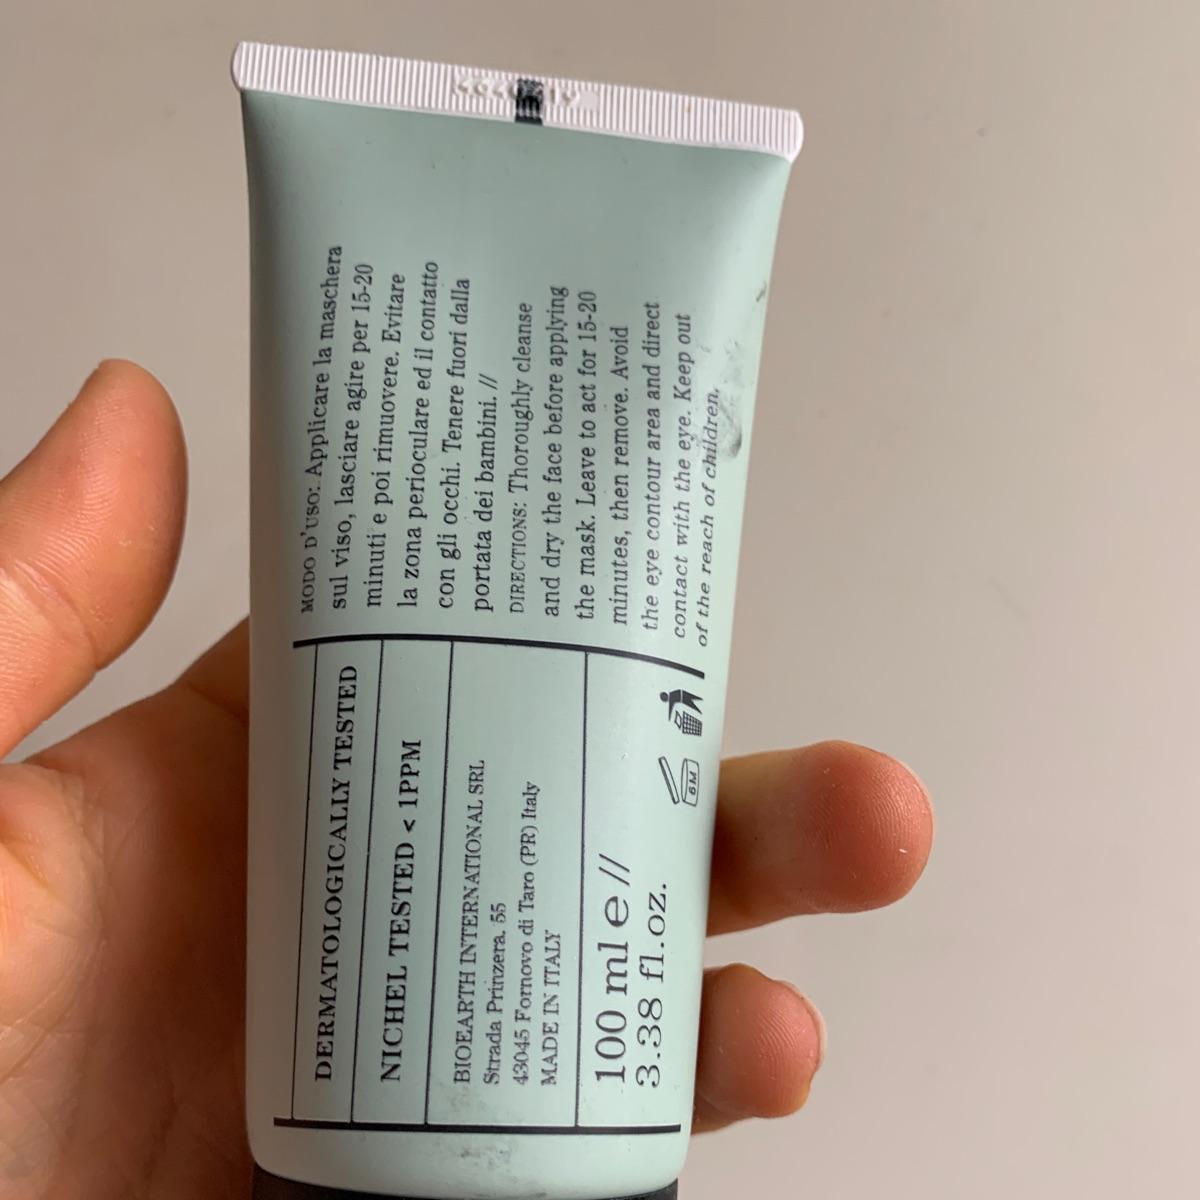 MODO D'USO: Applicare la maschera
sul viso, lasciare agire per 15-20
minuti e poi rimuovere. Evitare
la zona perioculare ed il contatto
con gli occhi. Tenere fuori dalla
portata dei bambini. //
DIRECTIONS: Thoroughly cleanse
and dry the face before applying
the mask. Leave to act for 15-20
minutes, then remove. Avoid
the eye contour area and direct
contact with the eye. Keep out
of the reach of children.
DERMATOLOGICALLY TESTED
NICHEL TESTED < 1PPM
BIOEARTH INTERNATIONAL SRL
Strada Prinzera, 55
43045 Fornovo di Taro (PR) Italy
MADE IN ITALY
100 ml e //
3.38 fl.oz.
6M